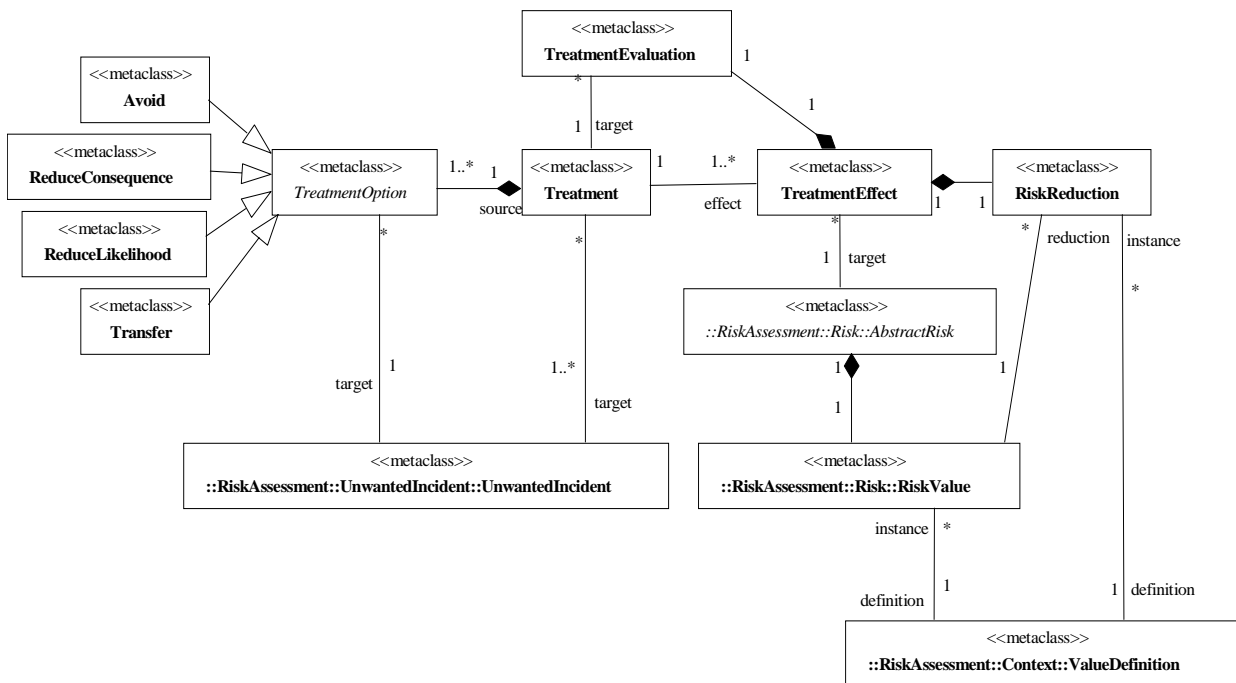 <<metaclass>>
TreatmentEvaluation
1
*
1
1
target
<<metaclass>>
Avoid
<<metaclass>>
ReduceConsequence
<<metaclass>>
ReduceLikelihood
<<metaclass>>
Transfer
<<metaclass>>
TreatmentOption
1..*
1
source
<<metaclass>>
Treatment
1
1..*
effect
<<metaclass>>
TreatmentEffect
1
1
<<metaclass>>
RiskReduction
*
*
*
*
reduction
instance
1
target
*
<<metaclass>>
::RiskAssessment::Risk::AbstractRisk
1
target
1..*
target
1
1
1
<<metaclass>>
::RiskAssessment::UnwantedIncident::UnwantedIncident
<<metaclass>>
::RiskAssessment::Risk::RiskValue
instance
*
1
definition
1
definition
<<metaclass>>
::RiskAssessment::Context::ValueDefinition